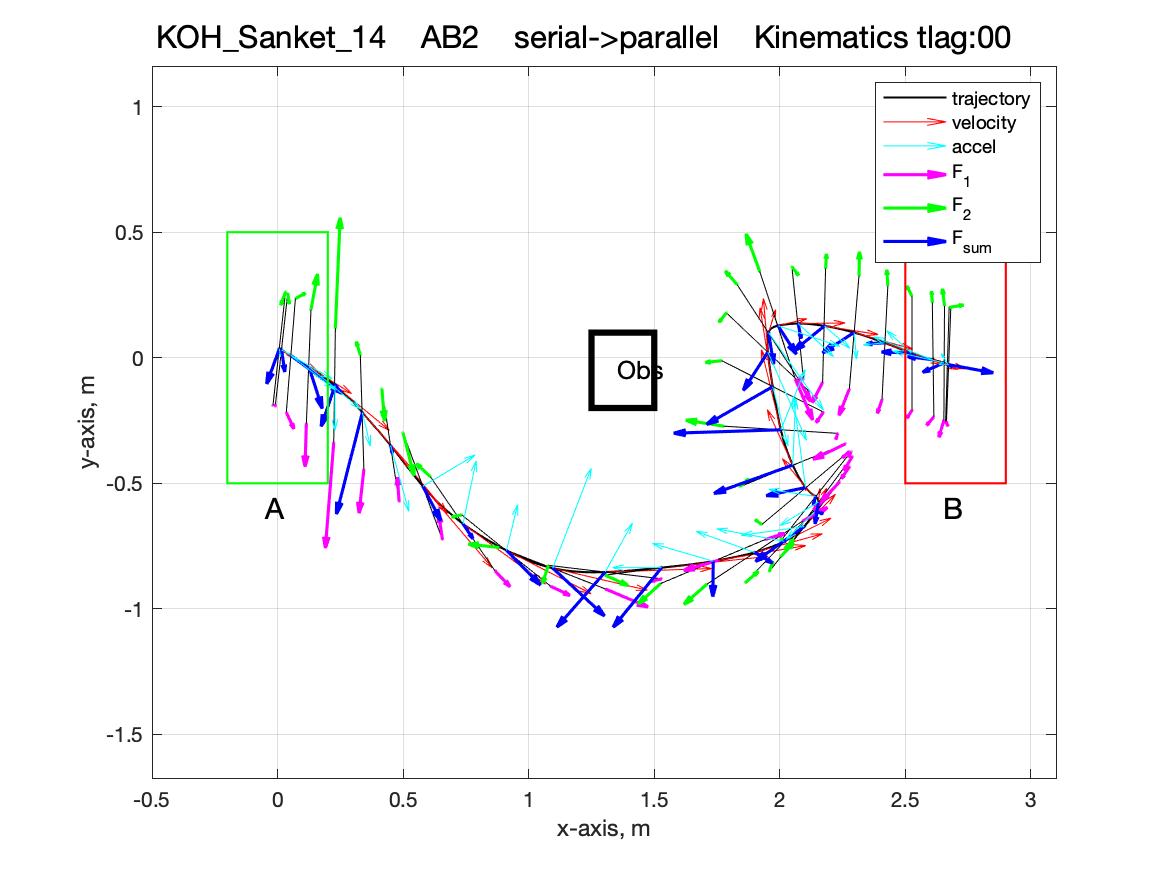 KOH_Sanket_14 AB2 serial->parallel Kinematics tlag:00
trajectory
velocity
accel
F1
F2
Fsum
1
0.5
0
-0.5
-1
-1.5
y-axis, m
Obs
A
B
-0.5 0 0.5 1 1.5 2 2.5 3
x-axis, m